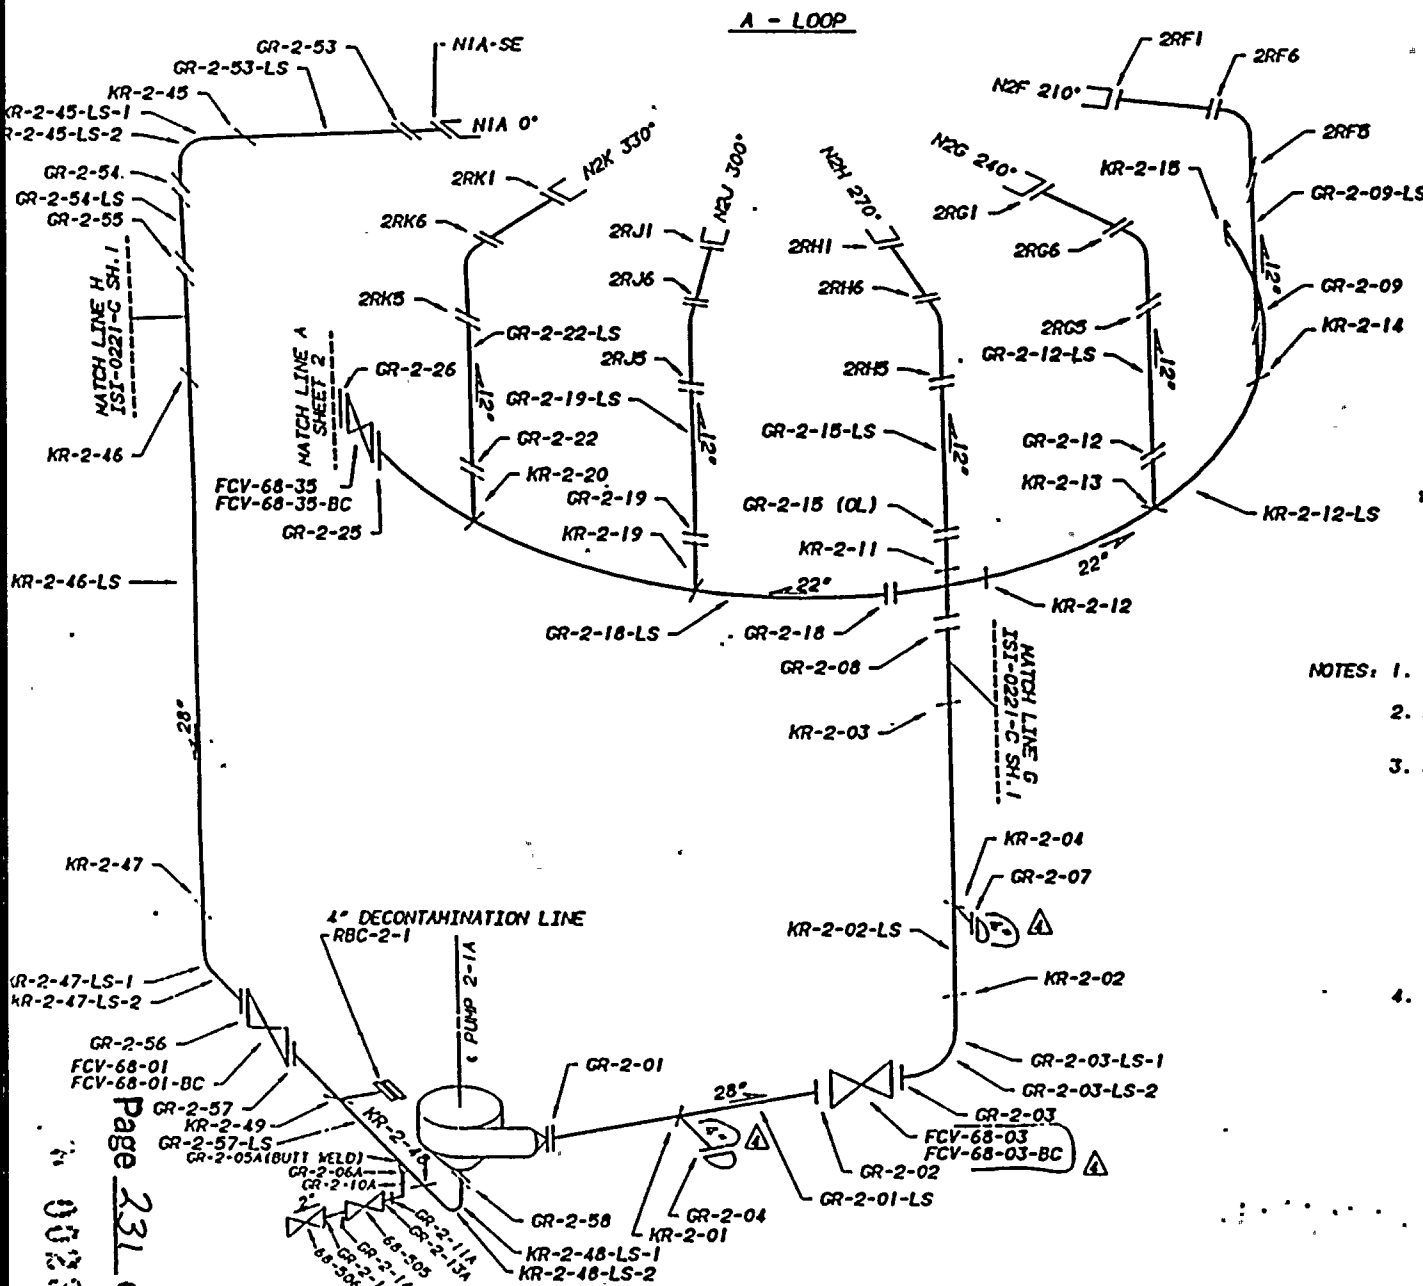 A - LOOP
GR-2-53
N1A-SE
GR-2-53-LS
KR-2-45
KR-2-45-LS-1
KR-2-45-LS-2
N1A 0°
GR-2-54
GR-2-54-LS
GR-2-55
MATCH LINE H
ISI-0221-C SH.1
KR-2-46
KR-2-46-LS
28"
KR-2-47
KR-2-47-LS-1
KR-2-47-LS-2
GR-2-56
FCV-68-01
FCV-68-01-BC
GR-2-57
KR-2-49
GR-2-57-LS
GR-2-05A(BUTT WELD)
GR-2-06A
GR-2-10A
2"
68-506
68-505
GR-2-11A
GR-2-13A
KR-2-48
4" DECONTAMINATION LINE
RBC-2-1
PUMP 2-1A
GR-2-58
KR-2-48-LS-1
KR-2-48-LS-2
GR-2-01
KR-2-01
GR-2-04
4"
28"
GR-2-01-LS
GR-2-02
FCV-68-03
FCV-68-03-BC
GR-2-03
GR-2-03-LS-2
GR-2-03-LS-1
KR-2-02
KR-2-02-LS
GR-2-07
KR-2-04
4"
KR-2-03
MATCH LINE G
ISI-0221-C SH.1
GR-2-08
GR-2-18
GR-2-18-LS
22"
KR-2-12
22"
KR-2-11
GR-2-15 (OL)
GR-2-15-LS
12"
2RH5
2RH6
2RH1
N2H 270°
N2J 300°
2RJ1
2RJ6
2RJ5
GR-2-19-LS
12"
GR-2-19
KR-2-19
N2K 330°
2RK1
2RK6
2RK5
GR-2-22-LS
12"
GR-2-22
KR-2-20
MATCH LINE A
SHEET 2
GR-2-26
FCV-68-35
FCV-68-35-BC
GR-2-25
N2G 240°
2RG1
2RG6
2RG5
GR-2-12-LS
12"
GR-2-12
KR-2-13
KR-2-12-LS
N2F 210°
2RF1
2RF6
2RF5
KR-2-15
GR-2-09-LS
12"
GR-2-09
KR-2-14
NOTES: 1.
2.
3.
4.
Page 231